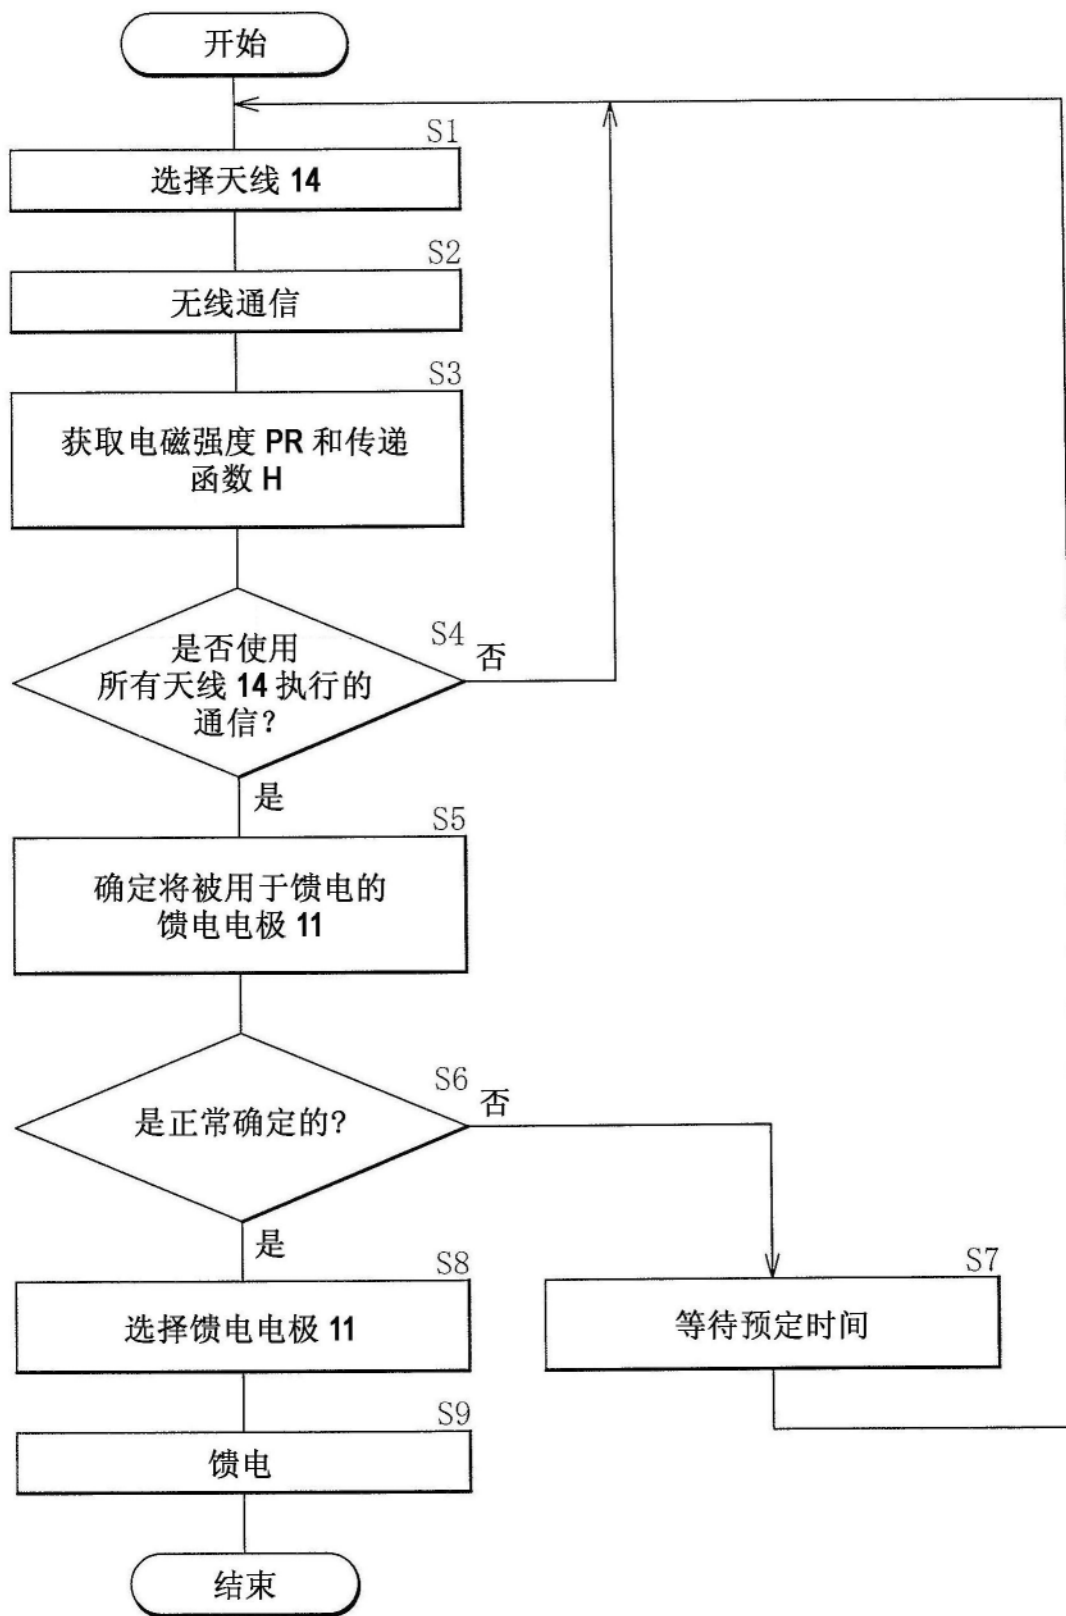 开始
S1
选择天线 14
S2
无线通信
S3
获取电磁强度 PR 和传递
函数 H
S4
是否使用
所有天线 14 执行的
通信？
否
是
S5
确定将被用于馈电的
馈电电极 11
S6
是正常确定的?
否
是
S8
选择馈电电极 11
S7
等待预定时间
S9
馈电
结束